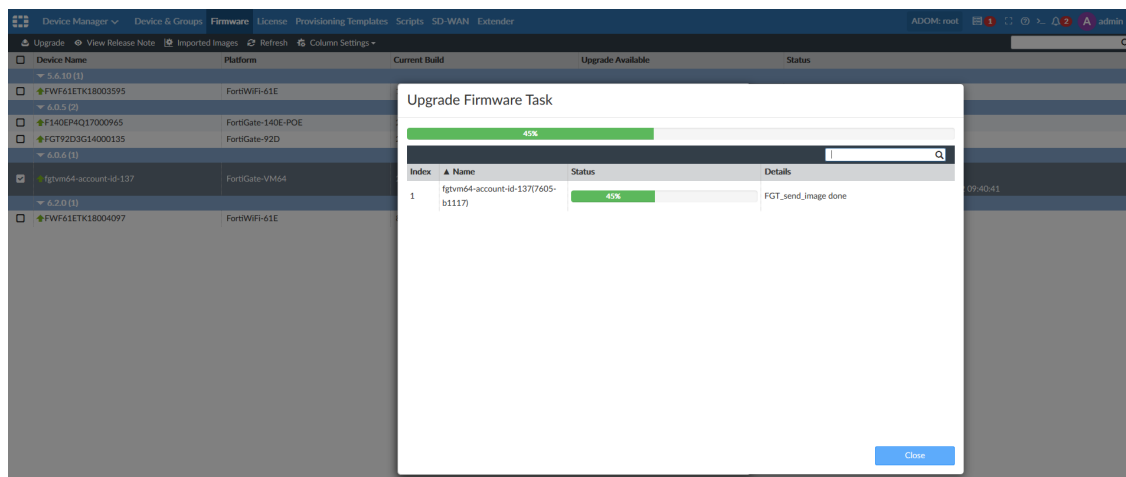 Device Manager Device & Groups Firmware License Provisioning Templates Scripts SD-WAN Extender ADOM: root 1 2 A admin
Upgrade View Release Note Imported Images Refresh Column Settings
Device Name Platform Current Build Upgrade Available Status
5.6.10 (1)
FWF61ETK18003595 FortiWiFi-61E
6.0.5 (2)
F140EP4Q17000965 FortiGate-140E-POE
FGT92D3G14000135 FortiGate-92D
6.0.6 (1)
fgtvm64-account-id-137 FortiGate-VM64
09:40:41
6.2.0 (1)
FWF61ETK18004097 FortiWiFi-61E
Upgrade Firmware Task
45%
Index Name Status Details
1 fgtvm64-account-id-137(7605-
b1117) 45% FGT_send_image done
Close